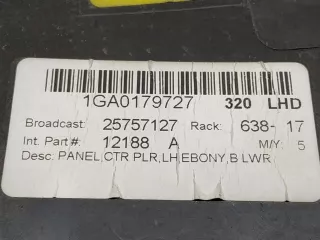 1GA0179727 320 LHD
Broadcast: 25757127 Rack: 638- 17
Int. Part#: 12188 A M/Y: 5
Desc: PANEL,CTR PLR,LH,EBONY,B LWR